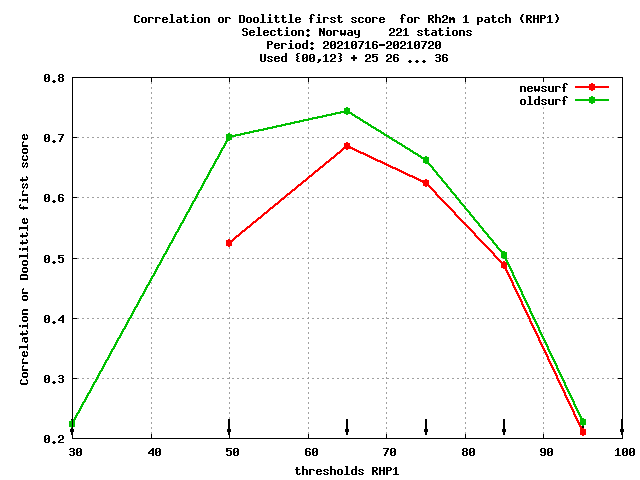 Correlation or Doolittle first score  for Rh2m 1 patch (RHP1)
Selection: Norway    221 stations
Period: 20210716-20210720
Used {00,12} + 25 26 ... 36
newsurf
oldsurf
Correlation or Doolittle first score
0.8
0.7
0.6
0.5
0.4
0.3
0.2
30 40 50 60 70 80 90 100
thresholds RHP1